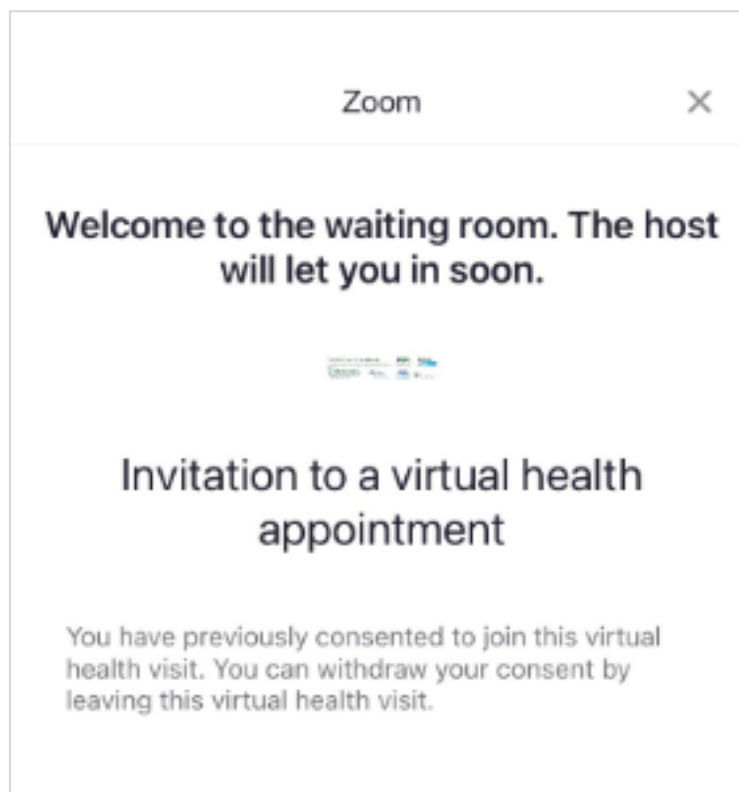 Zoom
Welcome to the waiting room. The host
will let you in soon.
Invitation to a virtual health
appointment
You have previously consented to join this virtual
health visit. You can withdraw your consent by
leaving this virtual health visit.